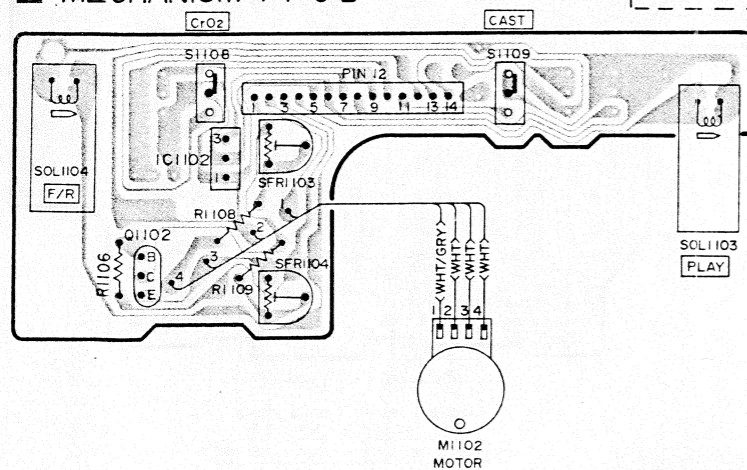 MECHANISM
CrO2
CAST
S1108
PIN 12
S1109
1 3 5 7 9 11 13 14
3
IC1102
1
SOL1104
F/R
SFR1103
R1108
1
2
Q1102
3
R1106
B
C
E
4
SFR1104
R1109
SOL1103
PLAY
WHT/GRY
WHT
WHT
WHT
1 2 3 4
M1102
MOTOR